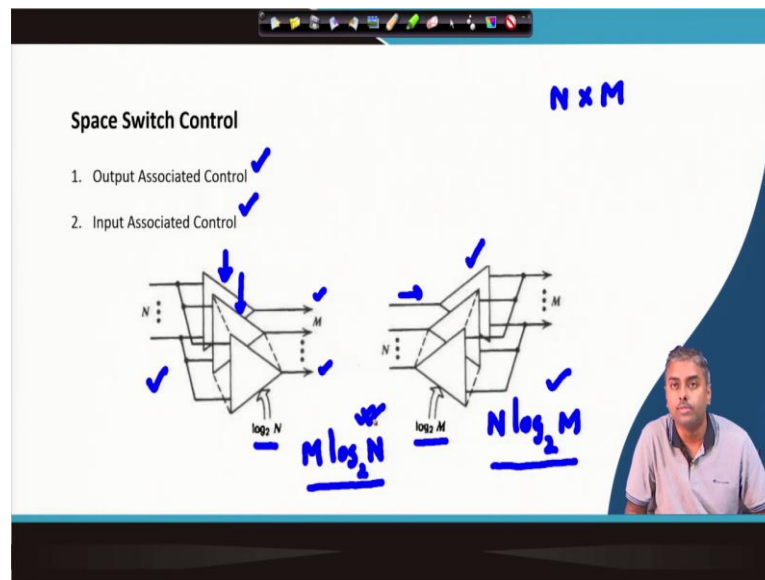 N × M
Space Switch Control
1. Output Associated Control
2. Input Associated Control
N
M
log₂ N
M log₂ N
N
M
log₂ M
N log₂ M